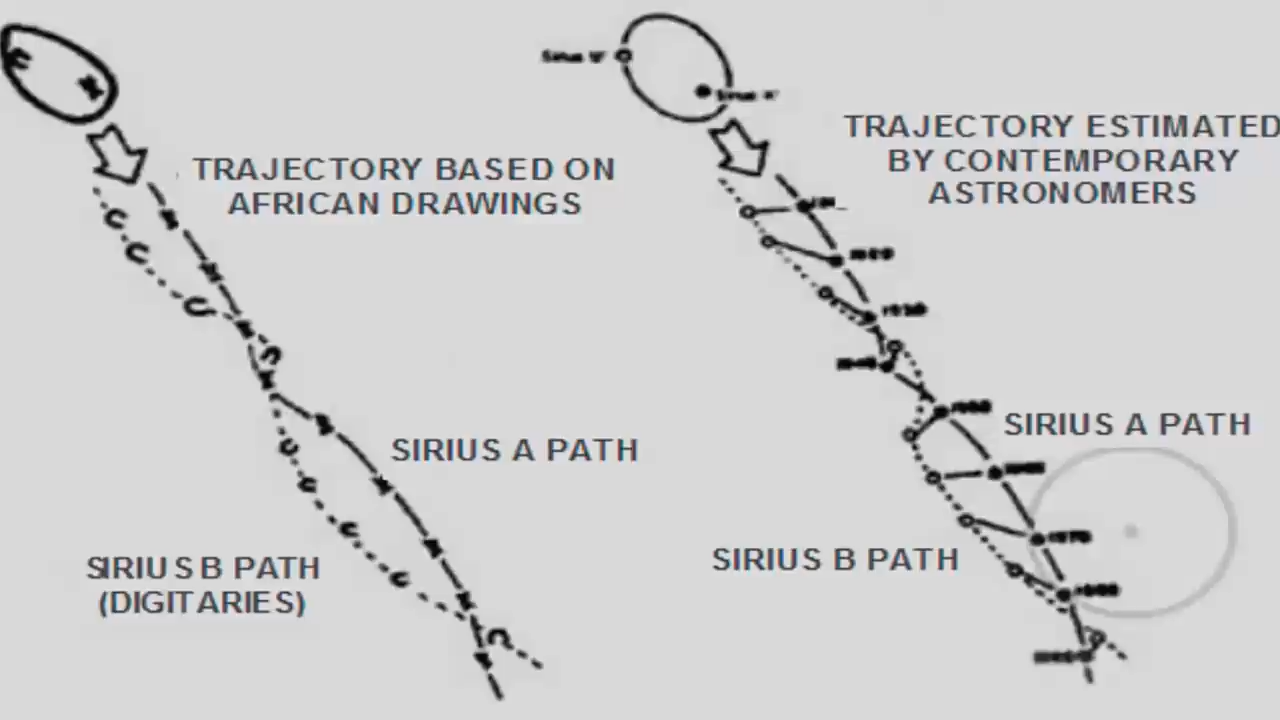 TRAJECTORY BASED ON
AFRICAN DRAWINGS
SIRIUS A PATH
SIRIUS B PATH
(DIGITARIES)
TRAJECTORY ESTIMATED
BY CONTEMPORARY
ASTRONOMERS
SIRIUS A PATH
SIRIUS B PATH